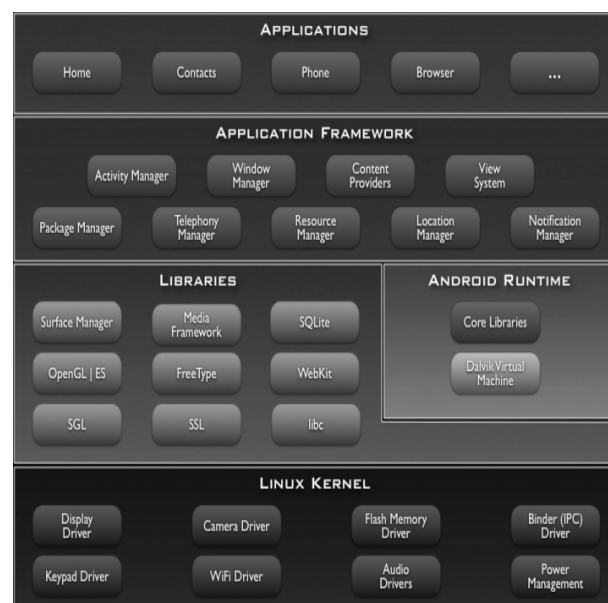 APPLICATIONS
Home
Contacts
Phone
Browser
...
APPLICATION FRAMEWORK
Activity Manager
Window
Manager
Content
Providers
View
System
Package Manager
Telephony
Manager
Resource
Manager
Location
Manager
Notification
Manager
LIBRARIES
Surface Manager
Media
Framework
SQLite
OpenGL | ES
FreeType
WebKit
SGL
SSL
libc
ANDROID RUNTIME
Core Libraries
Dalvik Virtual
Machine
LINUX KERNEL
Display
Driver
Camera Driver
Flash Memory
Driver
Binder (IPC)
Driver
Keypad Driver
WiFi Driver
Audio
Drivers
Power
Management